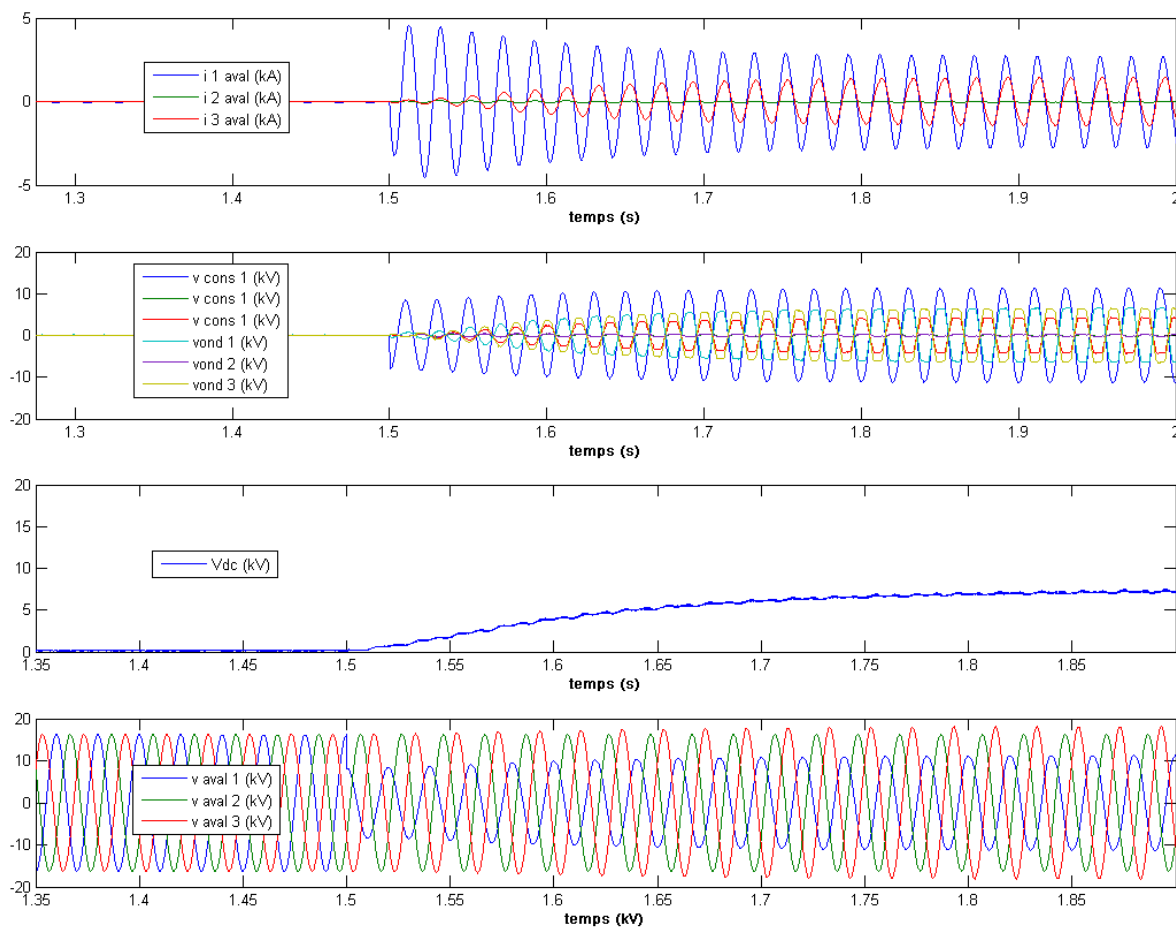 5
0
-5
i 1 aval (kA)
i 2 aval (kA)
i 3 aval (kA)
1.3 1.4 1.5 1.6 1.7 1.8 1.9 2
temps (s)
20
10
0
-10
-20
v cons 1 (kV)
v cons 1 (kV)
v cons 1 (kV)
vond 1 (kV)
vond 2 (kV)
vond 3 (kV)
1.3 1.4 1.5 1.6 1.7 1.8 1.9 2
temps (s)
20
15
10
5
0
Vdc (kV)
1.35 1.4 1.45 1.5 1.55 1.6 1.65 1.7 1.75 1.8 1.85
temps (s)
20
10
0
-10
-20
v aval 1 (kV)
v aval 2 (kV)
v aval 3 (kV)
1.35 1.4 1.45 1.5 1.55 1.6 1.65 1.7 1.75 1.8 1.85
temps (kV)